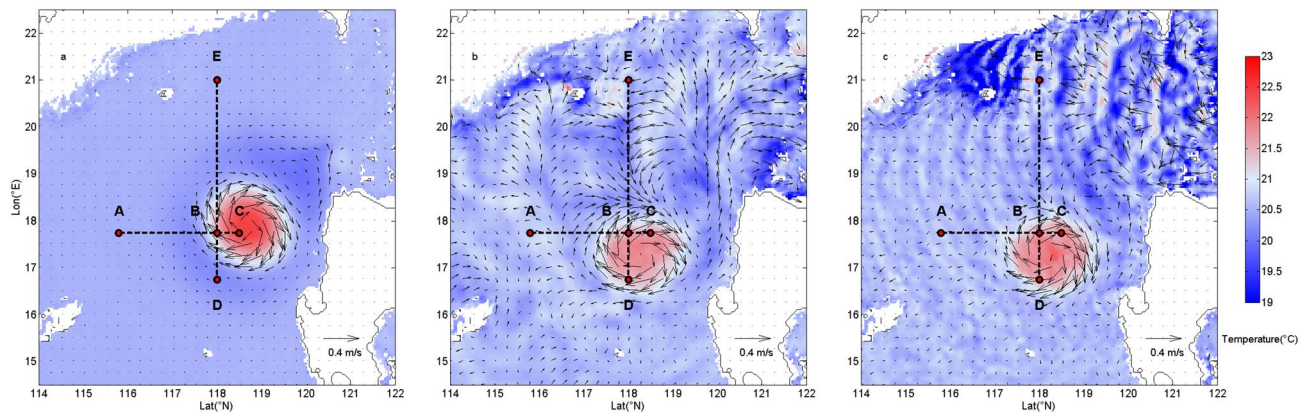 22
21
20
19
18
17
16
15
Lon(°E)
a
E
A
B
C
D
0.4 m/s
114
115
116
117
118
119
120
121
122
Lat(°N)
22
21
20
19
18
17
16
15
b
E
A
B
C
D
0.4 m/s
114
115
116
117
118
119
120
121
122
Lat(°N)
22
21
20
19
18
17
16
15
c
E
A
B
C
D
0.4 m/s
114
115
116
117
118
119
120
121
122
Lat(°N)
23
22.5
22
21.5
21
20.5
20
19.5
19
Temperature(°C)